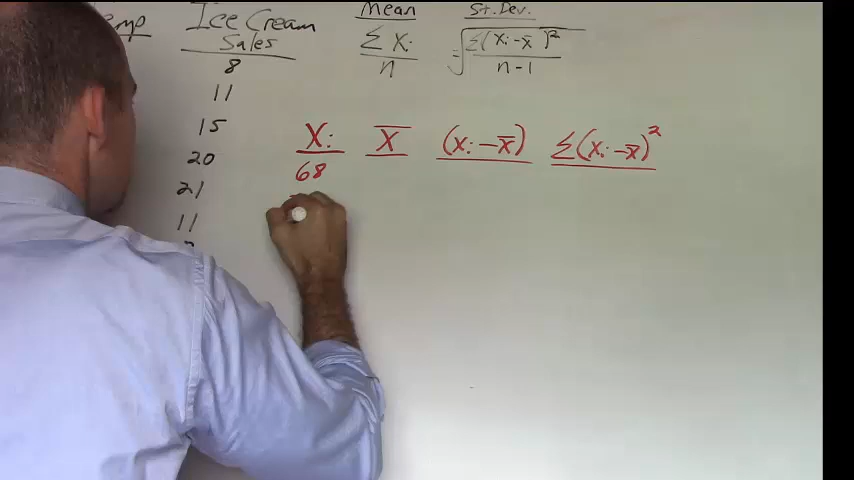 emp
Ice Cream
Sales
8
11
15
20
21
11
Mean
Σ Xi
n
St. Dev.
= √ Σ(Xi - x̄)²
n-1
Xi X̄ (Xi - x̄) Σ(Xi - x̄)²
68